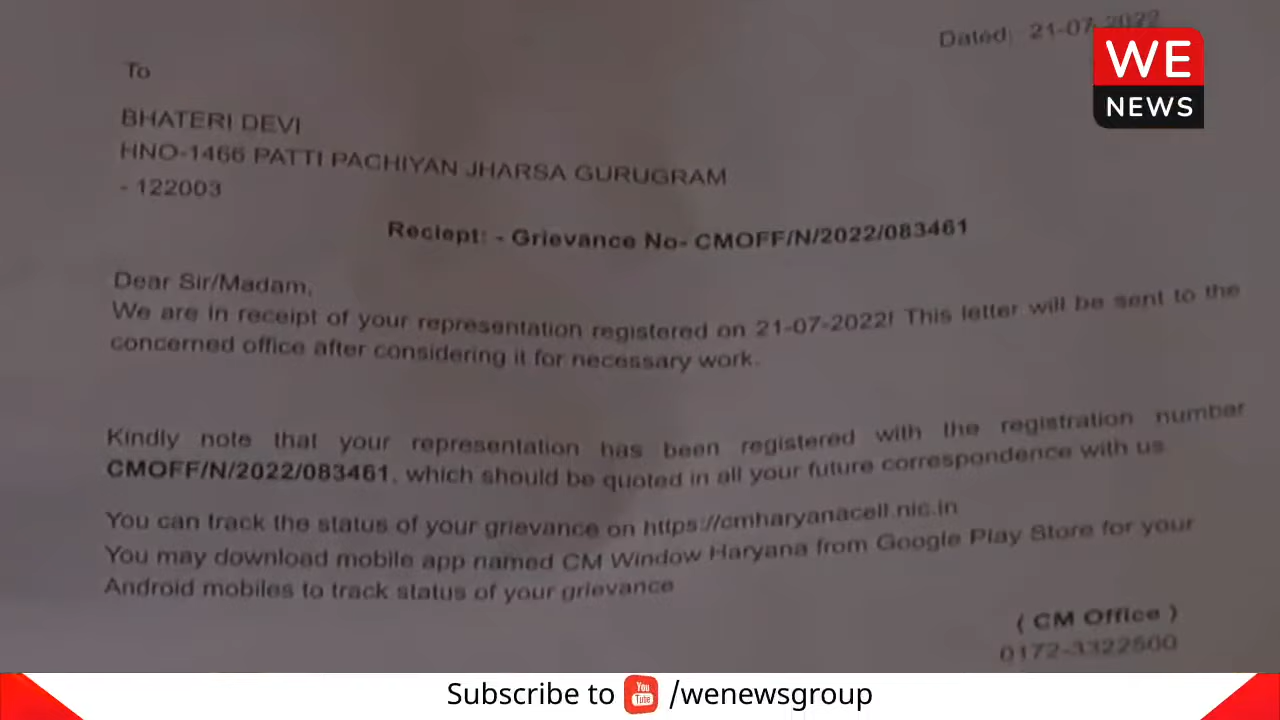 Dated: 21-07-2022
WE
NEWS
To
BHATERI DEVI
HNO-1466 PATTI PACHIYAN JHARSA GURUGRAM
- 122003
Reciept: - Grievance No- CMOFF/N/2022/083461
Dear Sir/Madam,
We are in receipt of your representation registered on 21-07-2022! This letter will be sent to the
concerned office after considering it for necessary work.
Kindly note that your representation has been registered with the registration number
CMOFF/N/2022/083461, which should be quoted in all your future correspondence with us
You can track the status of your grievance on https://cmharyanacell.nic.in
You may download mobile app named CM Window Haryana from Google Play Store for your
Android mobiles to track status of your grievance
( CM Office )
0172-3322500
Subscribe to You Tube /wenewsgroup